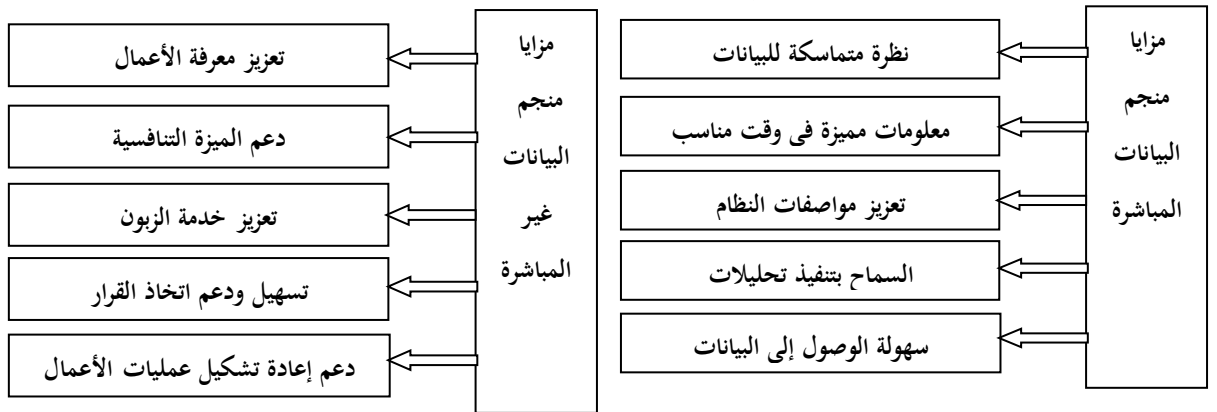 مزايا
منجم
البيانات
المباشرة
نظرة متماسكة للبيانات
معلومات مميزة فى وقت مناسب
تعزيز مواصفات النظام
السماح بتنفيذ تحليلات
سهولة الوصول إلى البيانات
مزايا
منجم
البيانات
غير
المباشرة
تعزيز معرفة الأعمال
دعم الميزة التنافسية
تعزيز خدمة الزبون
تسهيل ودعم اتخاذ القرار
دعم إعادة تشكيل عمليات الأعمال